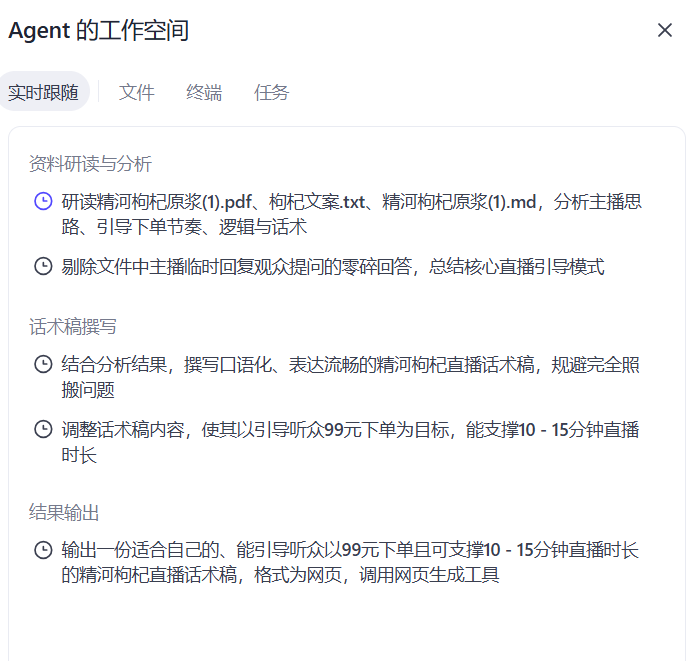 Agent 的工作空间
实时跟随
文件
终端
任务
资料研读与分析
研读精河枸杞原浆(1).pdf、枸杞文案.txt、精河枸杞原浆(1).md，分析主播思
路、引导下单节奏、逻辑与话术
剔除文件中主播临时回复观众提问的零碎回答，总结核心直播引导模式
话术稿撰写
结合分析结果，撰写口语化、表达流畅的精河枸杞直播话术稿，规避完全照
搬问题
调整话术稿内容，使其以引导听众99元下单为目标，能支撑10 - 15分钟直播
时长
结果输出
输出一份适合自己的、能引导听众以99元下单且可支撑10 - 15分钟直播时长
的精河枸杞直播话术稿，格式为网页，调用网页生成工具